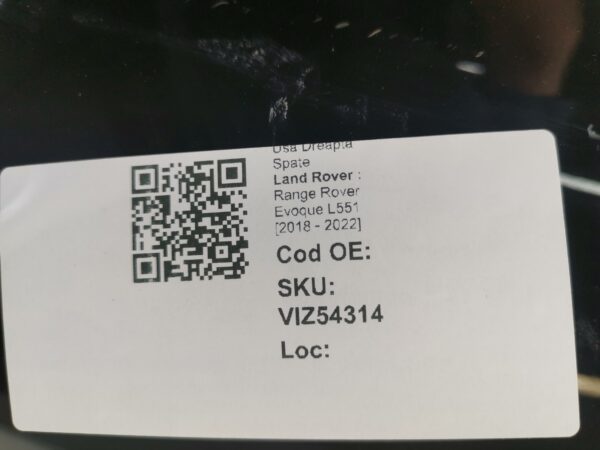 Usa Dreapta
Spate
Land Rover :
Range Rover
Evoque L551
[2018 - 2022]
Cod OE:
SKU:
VIZ54314
Loc: